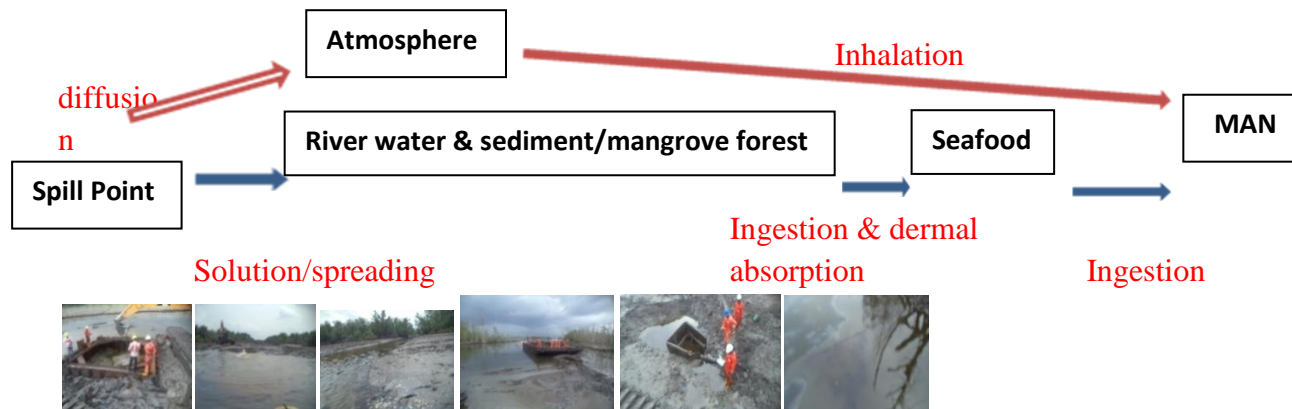 Atmosphere
Inhalation
diffusio
n
River water & sediment/mangrove forest
Seafood
MAN
Spill Point
Ingestion & dermal
absorption
Solution/spreading
Ingestion